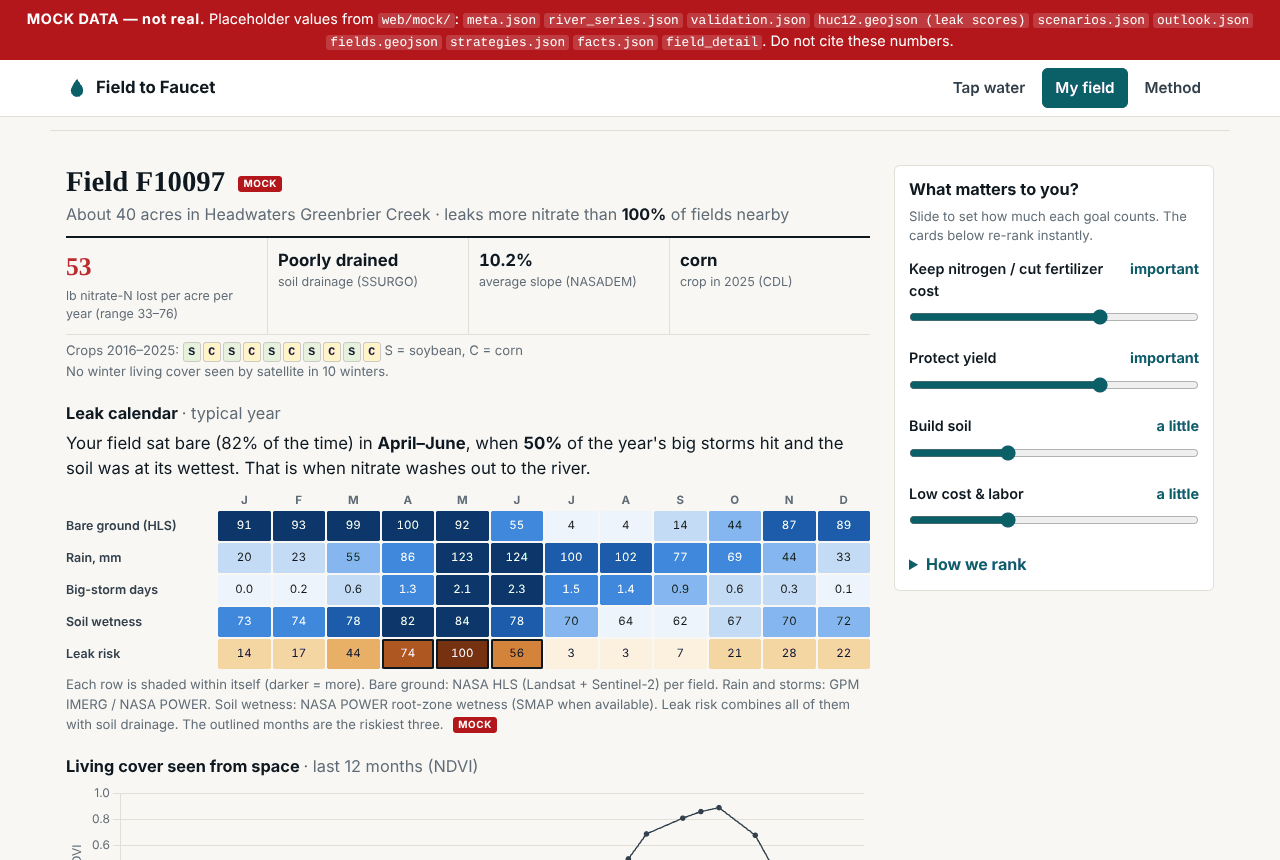 MOCK DATA — not real. Placeholder values from web/mock/: meta.json river_series.json validation.json huc12.geojson (leak scores) scenarios.json outlook.json
fields.geojson strategies.json facts.json field_detail. Do not cite these numbers.
Field to Faucet
Tap water My field Method
Field F10097 MOCK
About 40 acres in Headwaters Greenbrier Creek · leaks more nitrate than 100% of fields nearby
53
lb nitrate-N lost per acre per
year (range 33–76)
Poorly drained
soil drainage (SSURGO)
10.2%
average slope (NASADEM)
corn
crop in 2025 (CDL)
Crops 2016–2025: S C S C S C S C S C S = soybean, C = corn
No winter living cover seen by satellite in 10 winters.
Leak calendar · typical year
Your field sat bare (82% of the time) in April–June, when 50% of the year's big storms hit and the
soil was at its wettest. That is when nitrate washes out to the river.
J F M A M J J A S O N D
Bare ground (HLS) 91 93 99 100 92 55 4 4 14 44 87 89
Rain, mm 20 23 55 86 123 124 100 102 77 69 44 33
Big-storm days 0.0 0.2 0.6 1.3 2.1 2.3 1.5 1.4 0.9 0.6 0.3 0.1
Soil wetness 73 74 78 82 84 78 70 64 62 67 70 72
Leak risk 14 17 44 74 100 56 3 3 7 21 28 22
Each row is shaded within itself (darker = more). Bare ground: NASA HLS (Landsat + Sentinel-2) per field. Rain and storms: GPM
IMERG / NASA POWER. Soil wetness: NASA POWER root-zone wetness (SMAP when available). Leak risk combines all of them
with soil drainage. The outlined months are the riskiest three. MOCK
Living cover seen from space · last 12 months (NDVI)
1.0
0.8
0.6
What matters to you?
Slide to set how much each goal counts. The
cards below re-rank instantly.
Keep nitrogen / cut fertilizer important
cost
Protect yield important
Build soil a little
Low cost & labor a little
How we rank